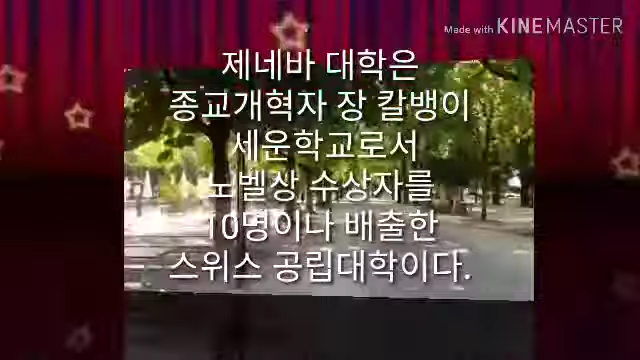 Made with KINEMASTER
제네바 대학은
종교개혁자 장 칼뱅이
세운학교로서
노벨상 수상자를
10명이나 배출한
스위스 공립대학이다.